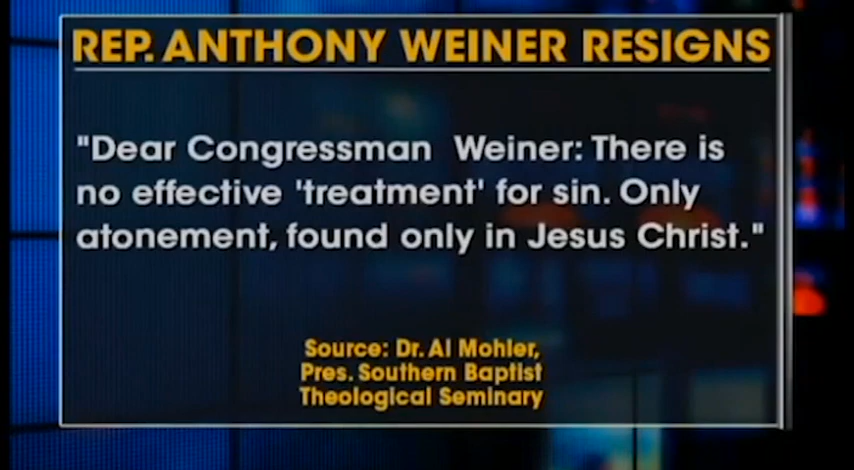 REP. ANTHONY WEINER RESIGNS
"Dear Congressman Weiner: There is
no effective 'treatment' for sin. Only
atonement, found only in Jesus Christ."
Source: Dr. Al Mohler,
Pres. Southern Baptist
Theological Seminary